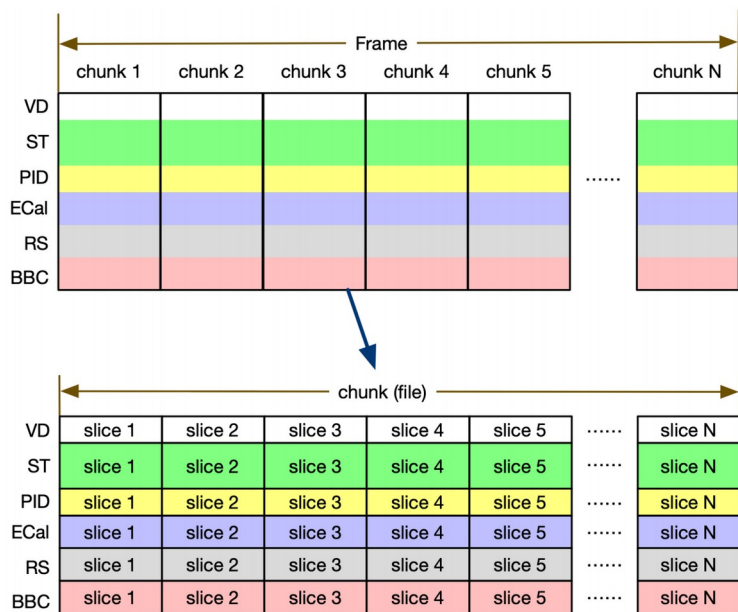 Frame
chunk 1 chunk 2 chunk 3 chunk 4 chunk 5 chunk N
VD
ST
PID ......
ECal
RS
BBC
chunk (file)
VD slice 1 slice 2 slice 3 slice 4 slice 5 ...... slice N
ST slice 1 slice 2 slice 3 slice 4 slice 5 ...... slice N
PID slice 1 slice 2 slice 3 slice 4 slice 5 ...... slice N
ECal slice 1 slice 2 slice 3 slice 4 slice 5 ...... slice N
RS slice 1 slice 2 slice 3 slice 4 slice 5 ...... slice N
BBC slice 1 slice 2 slice 3 slice 4 slice 5 ...... slice N